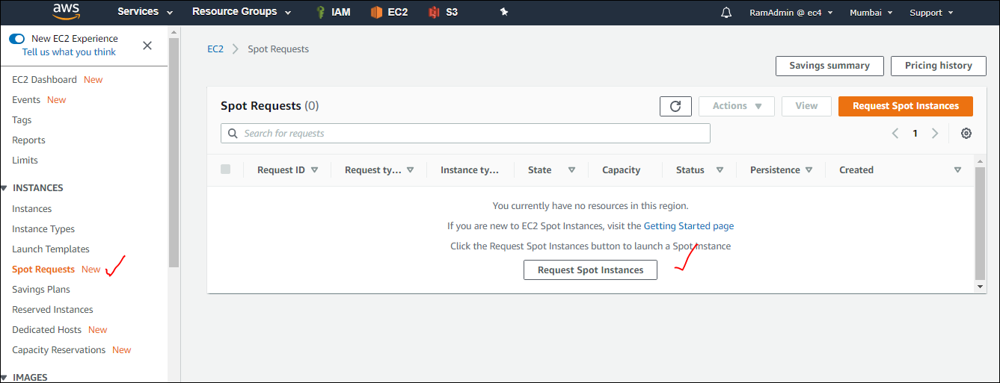 aws Services Resource Groups IAM EC2 S3 RamAdmin @ ec4 Mumbai Support
New EC2 Experience
Tell us what you think
EC2 Dashboard New
Events New
Tags
Reports
Limits
INSTANCES
Instances
Instance Types
Launch Templates
Spot Requests New
Savings Plans
Reserved Instances
Dedicated Hosts New
Capacity Reservations New
IMAGES
EC2 > Spot Requests
Savings summary Pricing history
Spot Requests (0) Actions View Request Spot Instances
Search for requests 1
Request ID Request ty... Instance ty... State Capacity Status Persistence Created
You currently have no resources in this region.
If you are new to EC2 Spot Instances, visit the Getting Started page
Click the Request Spot Instances button to launch a Spot Instance
Request Spot Instances